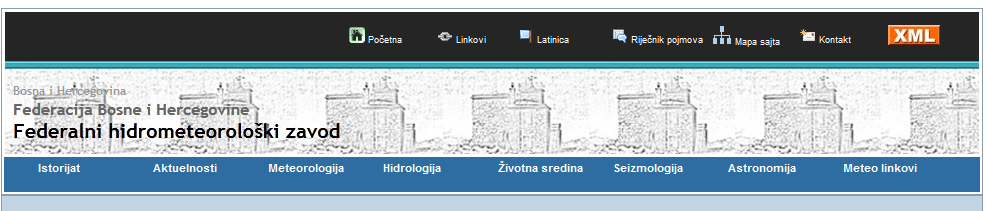 Početna Linkovi Latinica Riječnik pojmova Mapa sajta Kontakt XML
Bosna i Hercegovina
Federacija Bosne i Hercegovine
Federalni hidrometeorološki zavod
Istorijat Aktuelnosti Meteorologija Hidrologija Životna sredina Seizmologija Astronomija Meteo linkovi